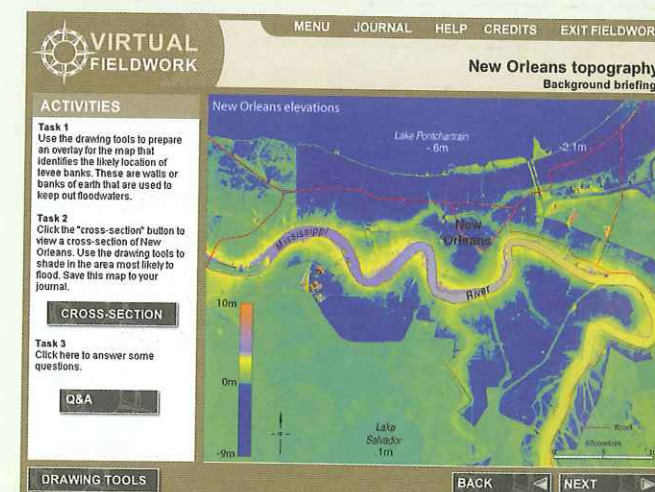 VIRTUAL
FIELDWORK
MENU JOURNAL HELP CREDITS EXIT FIELDWOR
New Orleans topography
Background briefing
ACTIVITIES
Task 1
Use the drawing tools to prepare
an overlay for the map that
identifies the likely location of
levee banks. These are walls or
banks of earth that are used to
keep out floodwaters.
Task 2
Click the "cross-section" button to
view a cross-section of New
Orleans. Use the drawing tools to
shade in the area most likely to
flood. Save this map to your
journal.
CROSS-SECTION
Task 3
Click here to answer some
questions.
Q&A
DRAWING TOOLS
New Orleans elevations
Lake Pontchartrain
- 6m
-2.1m
New
Orleans
Mississippi
River
10m
0m
-9m
Lake
Salvador
1m
Road
Kilometres
0
BACK NEXT